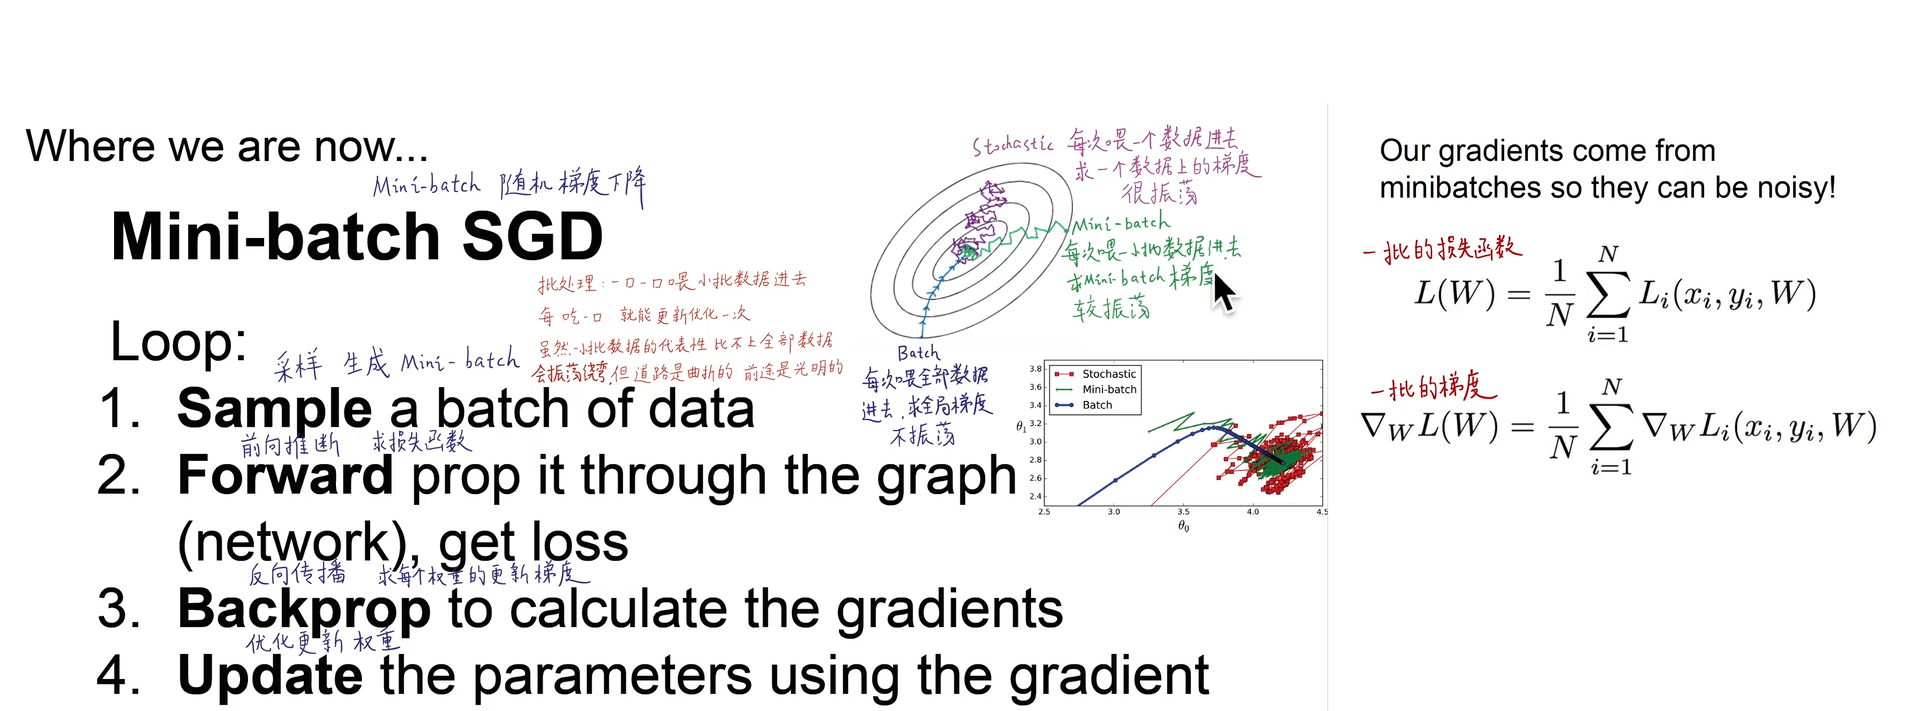 Where we are now...
Mini-batch 随机梯度下降
Mini-batch SGD
批处理：一口一口喂小批数据进去
每吃一口 就能更新优化一次
虽然一小批数据的代表性比不上全部数据
会振荡绕弯，但道路是曲折的 前途是光明的
Loop:
采样 生成 Mini-batch
1. Sample a batch of data
前向推断 求损失函数
2. Forward prop it through the graph
(network), get loss
反向传播 求每个权重的更新梯度
3. Backprop to calculate the gradients
优化更新权重
4. Update the parameters using the gradient
Stochastic 每次喂一个数据进去
求一个数据上的梯度
很振荡
Mini-batch
每次喂一小批数据进去
求Mini-batch梯度
较振荡
Batch
每次喂全部数据
进去,求全局梯度
不振荡
Stochastic
Mini-batch
Batch
3.8
3.6
3.4
3.2
3.0
2.8
2.6
2.4
θ1
2.5 3.0 3.5 4.0 4.5
θ0
Our gradients come from
minibatches so they can be noisy!
一批的损失函数
L(W) = 1/N ∑_{i=1}^{N} L_i(x_i, y_i, W)
一批的梯度
∇_W L(W) = 1/N ∑_{i=1}^{N} ∇_W L_i(x_i, y_i, W)